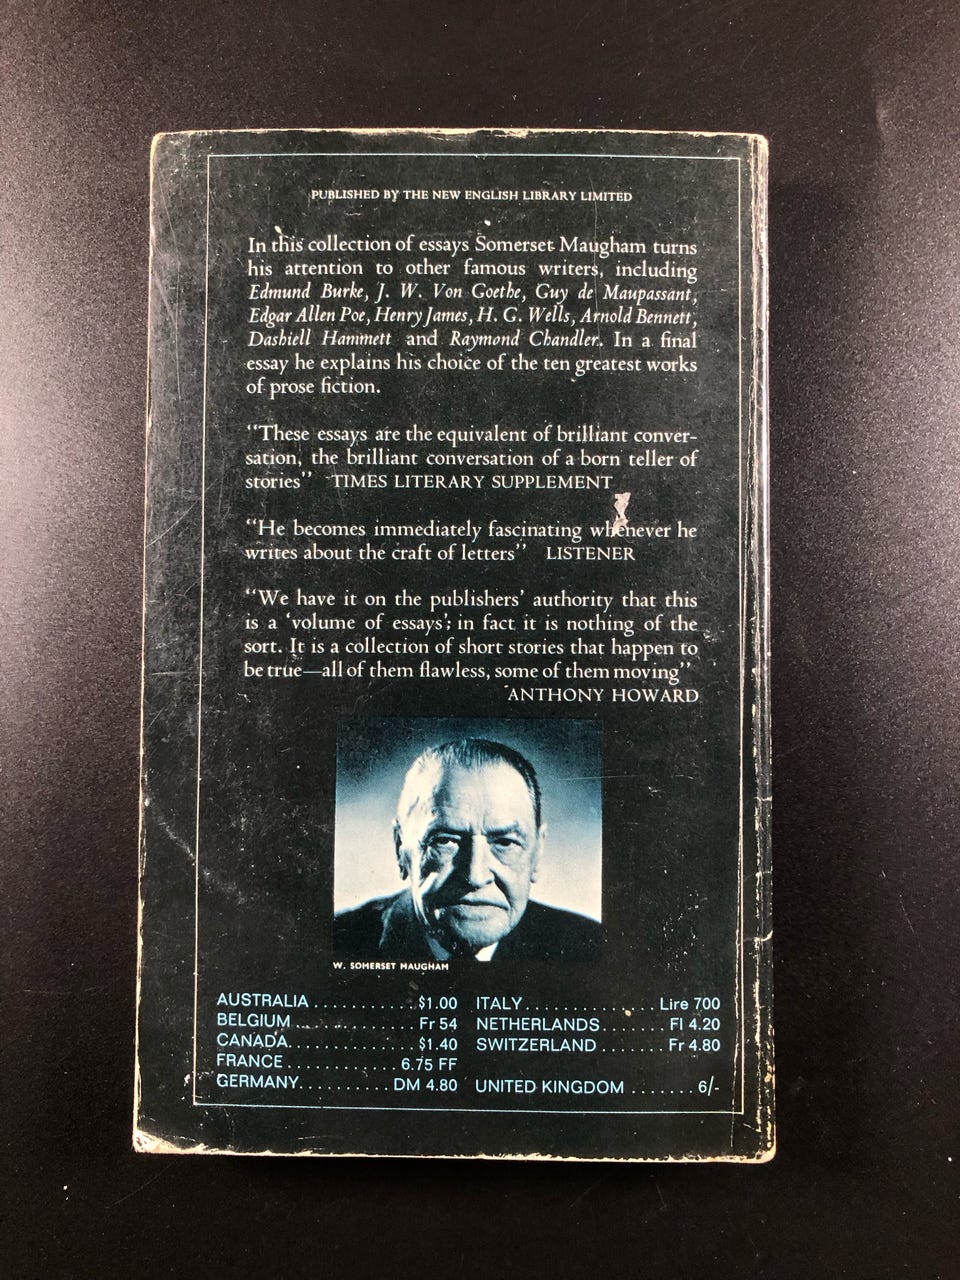 PUBLISHED BY THE NEW ENGLISH LIBRARY LIMITED
In this collection of essays Somerset Maugham turns
his attention to other famous writers, including
Edmund Burke, J. W. Von Goethe, Guy de Maupassant,
Edgar Allen Poe, Henry James, H. G. Wells, Arnold Bennett,
Dashiell Hammett and Raymond Chandler. In a final
essay he explains his choice of the ten greatest works
of prose fiction.
“These essays are the equivalent of brilliant conver-
sation, the brilliant conversation of a born teller of
stories” TIMES LITERARY SUPPLEMENT
“He becomes immediately fascinating whenever he
writes about the craft of letters” LISTENER
“We have it on the publishers’ authority that this
is a ‘volume of essays’; in fact it is nothing of the
sort. It is a collection of short stories that happen to
be true—all of them flawless, some of them moving”
ANTHONY HOWARD
W. SOMERSET MAUGHAM
AUSTRALIA ........... $1.00
BELGIUM ............. Fr 54
CANADA.............. $1.40
FRANCE ............. 6.75 FF
GERMANY.......... DM 4.80
ITALY............. Lire 700
NETHERLANDS ....... Fl 4.20
SWITZERLAND ....... Fr 4.80
UNITED KINGDOM ....... 6/-